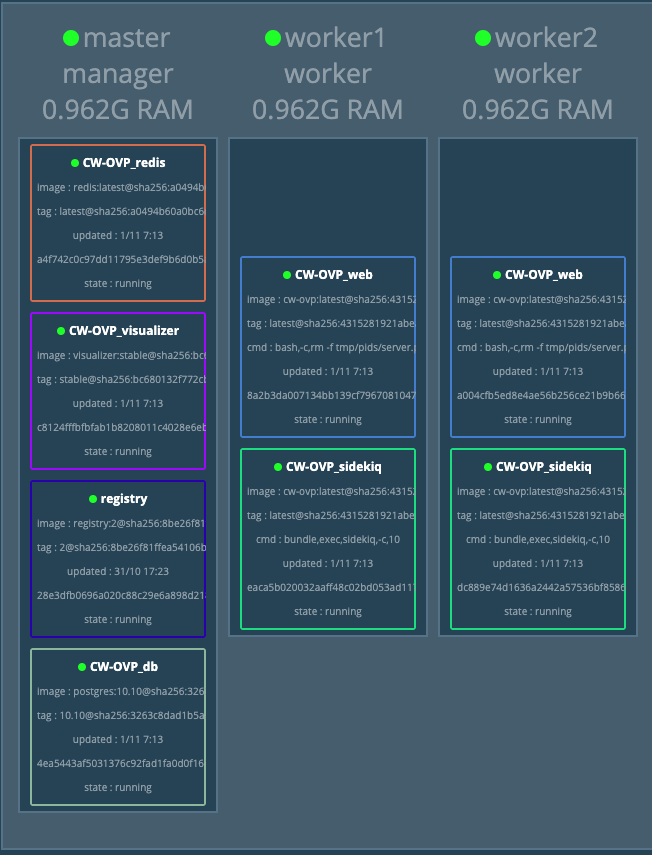 master
manager
0.962G RAM
CW-OVP_redis
image : redis:latest@sha256:a0494b
tag : latest@sha256:a0494b60a0bc6
updated : 1/11 7:13
a4f742c0c97dd11795e3def9b6d0b5
state : running
CW-OVP_visualizer
image : visualizer:stable@sha256:bc6
tag : stable@sha256:bc680132f772cb
updated : 1/11 7:13
c8124fffbfbfab1b8208011c4028e6eb
state : running
registry
image : registry:2@sha256:8be26f81
tag : 2@sha256:8be26f81ffea54106b
updated : 31/10 17:23
28e3dfb0696a020c88c29e6a898d21
state : running
CW-OVP_db
image : postgres:10.10@sha256:326
tag : 10.10@sha256:3263c8dad1b5a
updated : 1/11 7:13
4ea5443af5031376c92fad1fa0d0f16
state : running
worker1
worker
0.962G RAM
CW-OVP_web
image : cw-ovp:latest@sha256:43152
tag : latest@sha256:4315281921abe
cmd : bash,-c,rm -f tmp/pids/server.
updated : 1/11 7:13
8a2b3da007134bb139cf7967081047
state : running
CW-OVP_sidekiq
image : cw-ovp:latest@sha256:43152
tag : latest@sha256:4315281921abe
cmd : bundle,exec,sidekiq,-c,10
updated : 1/11 7:13
eaca5b020032aaff48c02bd053ad11
state : running
worker2
worker
0.962G RAM
CW-OVP_web
image : cw-ovp:latest@sha256:43152
tag : latest@sha256:4315281921abe
cmd : bash,-c,rm -f tmp/pids/server.
updated : 1/11 7:13
a004cfb5ed8e4ae56b256ce21b9b66
state : running
CW-OVP_sidekiq
image : cw-ovp:latest@sha256:43152
tag : latest@sha256:4315281921abe
cmd : bundle,exec,sidekiq,-c,10
updated : 1/11 7:13
dc889e74d1636a2442a57536bf8586
state : running